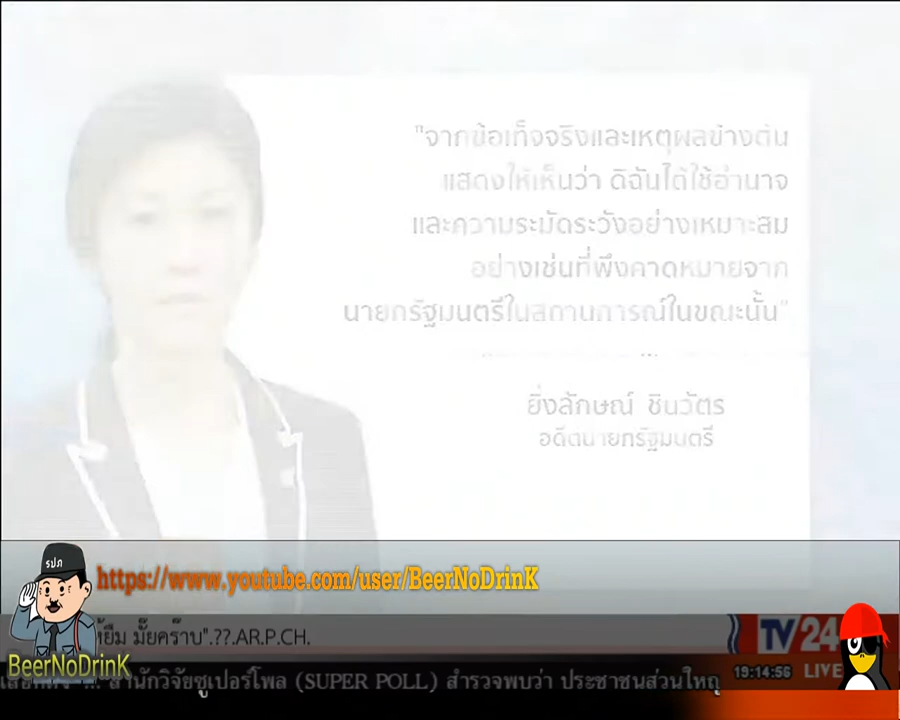 "จากข้อเท็จจริงและเหตุผลข้างต้น
แสดงให้เห็นว่า ดิฉันได้ใช้อำนาจ
และความระมัดระวังอย่างเหมาะสม
อย่างเช่นที่พึงคาดหมายจาก
นายกรัฐมนตรีในสถานการณ์ในขณะนั้น"
ยิ่งลักษณ์ ชินวัตร
อดีตนายกรัฐมนตรี
รปภ
https://www.youtube.com/user/BeerNoDrinK
ยืม มั๊ยคร๊าบ".??.AR.P.CH.
TV 24
BeerNoDrinK
19:14:56 LIVE
สำนักวิจัยซูเปอร์โพล (SUPER POLL) สำรวจพบว่า ประชาชนส่วนใหญ่